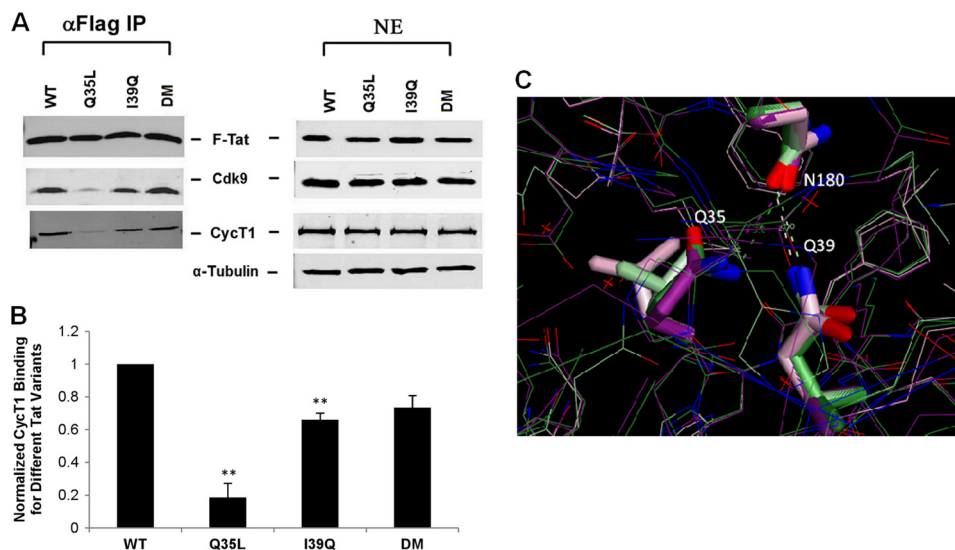 A
αFlag IP
NE
WT
Q35L
I39Q
DM
WT
Q35L
I39Q
DM
F-Tat
Cdk9
CycT1
α-Tubulin
B
Normalized CycT1 Binding
for Different Tat Variants
1.2
1
0.8
0.6
0.4
0.2
0
**
**
WT
Q35L
I39Q
DM
C
N180
Q35
Q39